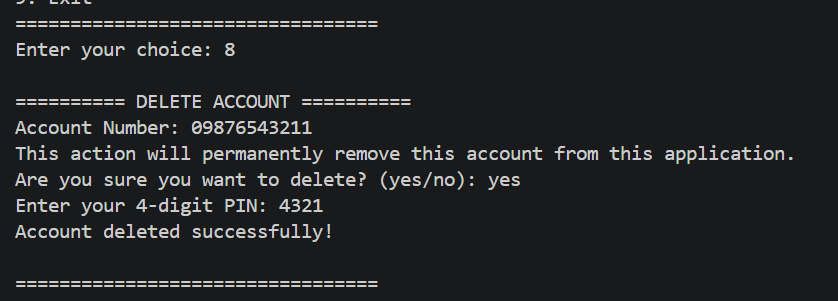 9. Exit
=================================
Enter your choice: 8
========== DELETE ACCOUNT ==========
Account Number: 09876543211
This action will permanently remove this account from this application.
Are you sure you want to delete? (yes/no): yes
Enter your 4-digit PIN: 4321
Account deleted successfully!
=================================